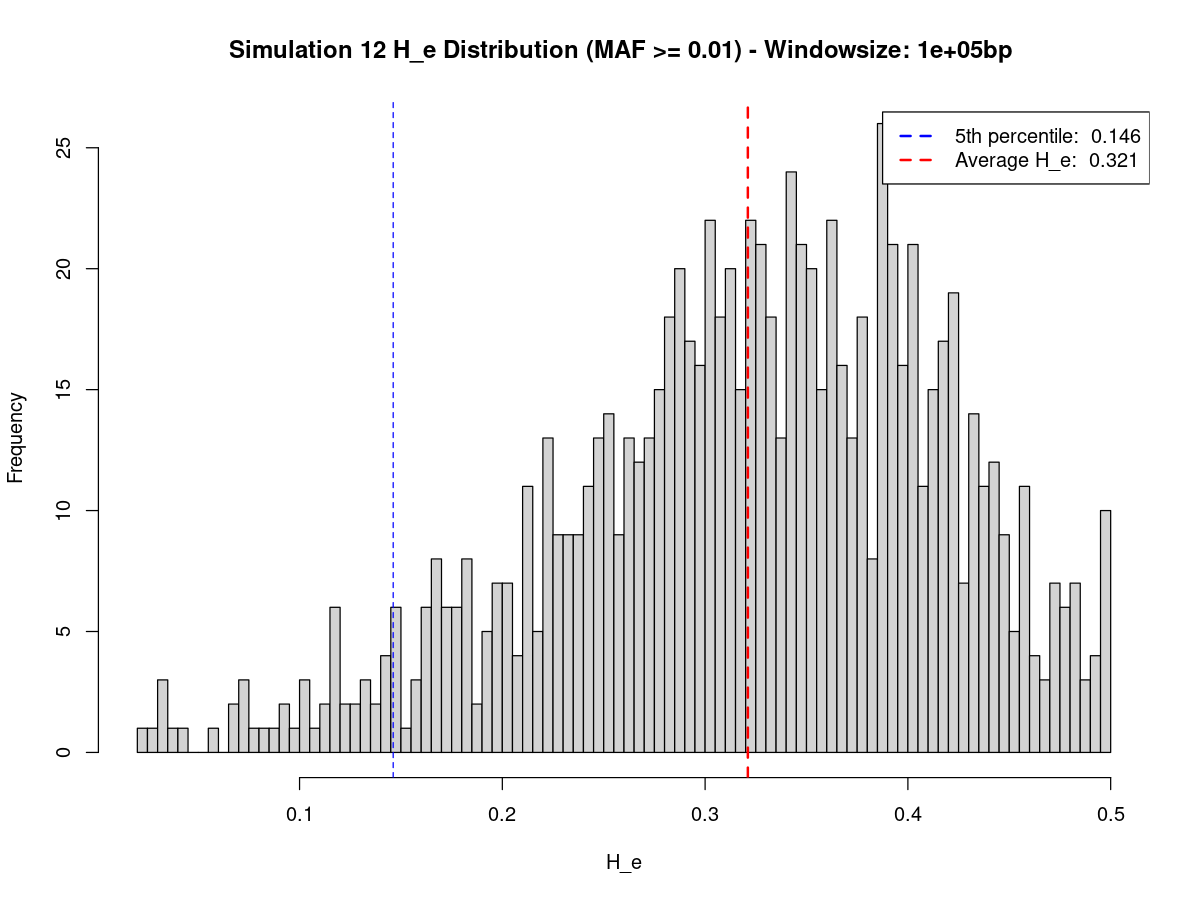 Simulation 12 H_e Distribution (MAF >= 0.01) - Windowsize: 1e+05bp
5th percentile: 0.146
Average H_e: 0.321
Frequency
25
20
15
10
5
0
0.1 0.2 0.3 0.4 0.5
H_e